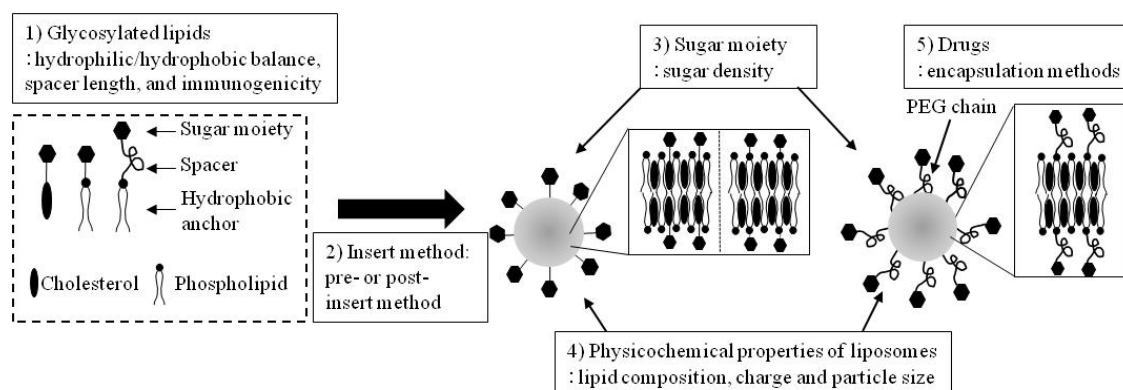 1) Glycosylated lipids
: hydrophilic/hydrophobic balance,
spacer length, and immunogenicity
Sugar moiety
Spacer
Hydrophobic
anchor
Cholesterol
Phospholipid
2) Insert method:
pre- or post-
insert method
3) Sugar moiety
: sugar density
5) Drugs
: encapsulation methods
PEG chain
4) Physicochemical properties of liposomes
: lipid composition, charge and particle size